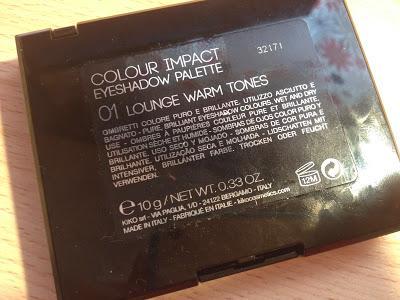 COLOUR IMPACT
EYESHADOW PALETTE
32171
01 LOUNGE WARM TONES
OMBRETTI COLORE PURO E BRILLANTE. UTILIZZO ASCIUTTO E
BAGNATO - PURE, BRILLIANT EYESHADOW COLOURS. WET AND DRY
USE - OMBRES À PAUPIÈRES COULEUR PURE ET BRILLANTE.
UTILISATION SÈCHE ET HUMIDE - SOMBRAS DE OJOS COLOR PURO Y
BRILLANTE. USO SECO Y MOJADO - SOMBRAS DE COR PURA E
BRILHANTE. UTILIZAÇÃO SECA E MOLHADA - LIDSCHATTEN MIT
INTENSIVER, BRILLANTER FARBE. TROCKEN ODER FEUCHT
VERWENDEN.
12M
e 10 g/ NET WT. 0.33 OZ.
KIKO srl - VIA PAGLIA, 1/D - 24122 BERGAMO - ITALY
MADE IN ITALY - FABRIQUÉ EN ITALIE - kikocosmetics.com